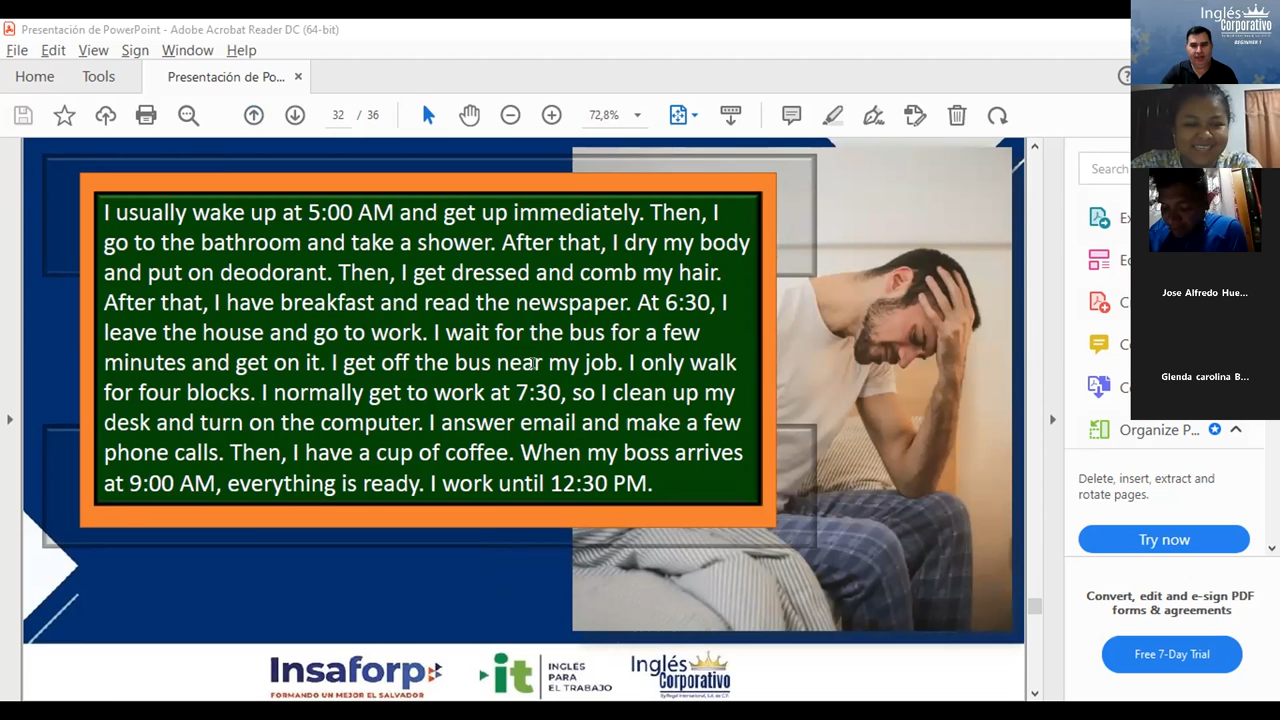 Presentación de PowerPoint - Adobe Acrobat Reader DC (64-bit)
File Edit View Sign Window Help
Home Tools Presentación de Po... ×
32 / 36 72,8%
I usually wake up at 5:00 AM and get up immediately. Then, I
go to the bathroom and take a shower. After that, I dry my body
and put on deodorant. Then, I get dressed and comb my hair.
After that, I have breakfast and read the newspaper. At 6:30, I
leave the house and go to work. I wait for the bus for a few
minutes and get on it. I get off the bus near my job. I only walk
for four blocks. I normally get to work at 7:30, so I clean up my
desk and turn on the computer. I answer email and make a few
phone calls. Then, I have a cup of coffee. When my boss arrives
at 9:00 AM, everything is ready. I work until 12:30 PM.
Insaforp
FORMANDO UN MEJOR EL SALVADOR
it
INGLES
PARA
EL TRABAJO
Inglés
Corporativo
Search
Organize P...
Delete, insert, extract and
rotate pages.
Try now
Convert, edit and e-sign PDF
forms & agreements
Free 7-Day Trial
Inglés
Corporativo
BEGINNER 1
Jose Alfredo Hue...
Glenda carolina B...